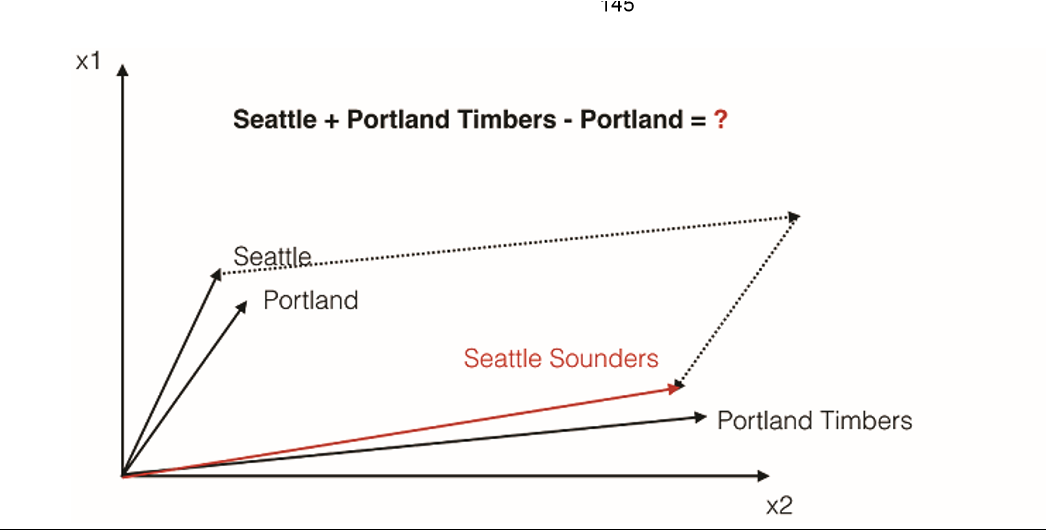 145
x1
Seattle + Portland Timbers - Portland = ?
Seattle
Portland
Seattle Sounders
Portland Timbers
x2